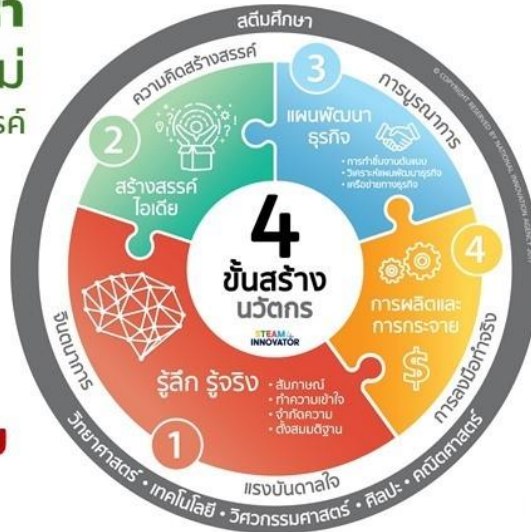 สตีมศึกษา
ความคิดสร้างสรรค์
การบูรณาการ
© COPYRIGHT RESERVED BY NATIONAL INNOVATION AGENCY
3
แผนพัฒนา
ธุรกิจ
• การทำชิ้นงานต้นแบบ
• วิเคราะห์แผนพัฒนาธุรกิจ
• เครือข่ายทางธุรกิจ
2
สร้างสรรค์
ไอเดีย
4
ขั้นสร้าง
นวัตกร
STEAM
INNOVATOR
4
การผลิตและ
การกระจาย
$
จินตนาการ
การลงมือทำจริง
รู้ลึก รู้จริง
• สัมภาษณ์
• ทำความเข้าใจ
• จำกัดความ
• ตั้งสมมติฐาน
1
แรงบันดาลใจ
วิทยาศาสตร์ • เทคโนโลยี • วิศวกรรมศาสตร์ • ศิลปะ • คณิตศาสตร์